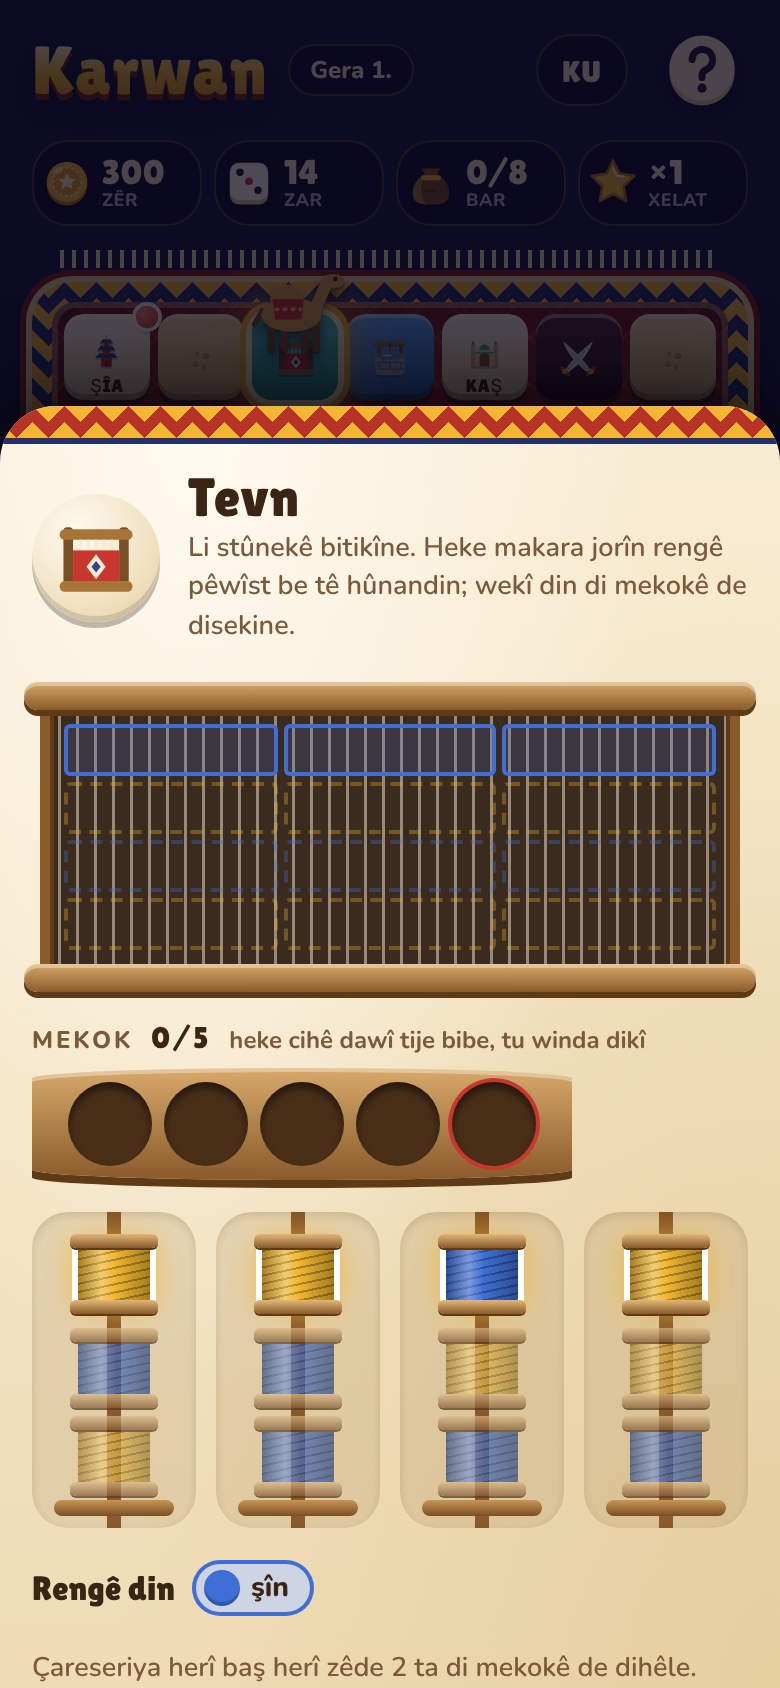 Karwan
Gera 1.
KU
?
300
ZÊR
14
ZAR
0/8
BAR
×1
XELAT
ŞÎA
KAŞ
Tevn
Li stûnekê bitikîne. Heke makara jorîn rengê
pêwîst be tê hûnandin; wekî din di mekokê de
disekine.
MEKOK 0/5 heke cihê dawî tije bibe, tu winda dikî
Rengê din şîn
Çareseriya herî baş herî zêde 2 ta di mekokê de dihêle.